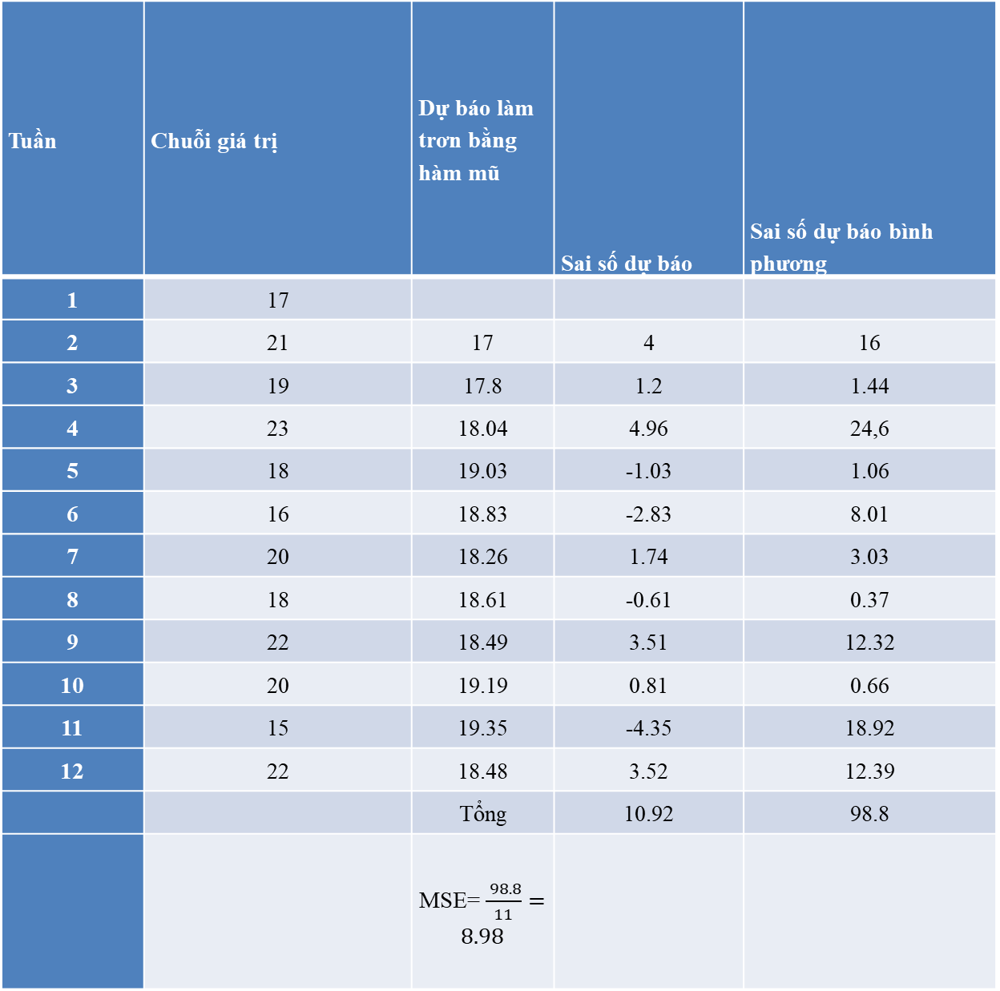 Tuần
Chuỗi giá trị
Dự báo làm
trơn bằng
hàm mũ
Sai số dự báo
Sai số dự báo bình
phương
1 17
2 21 17 4 16
3 19 17.8 1.2 1.44
4 23 18.04 4.96 24,6
5 18 19.03 -1.03 1.06
6 16 18.83 -2.83 8.01
7 20 18.26 1.74 3.03
8 18 18.61 -0.61 0.37
9 22 18.49 3.51 12.32
10 20 19.19 0.81 0.66
11 15 19.35 -4.35 18.92
12 22 18.48 3.52 12.39
Tổng 10.92 98.8
MSE= 98.8/11 =
8.98